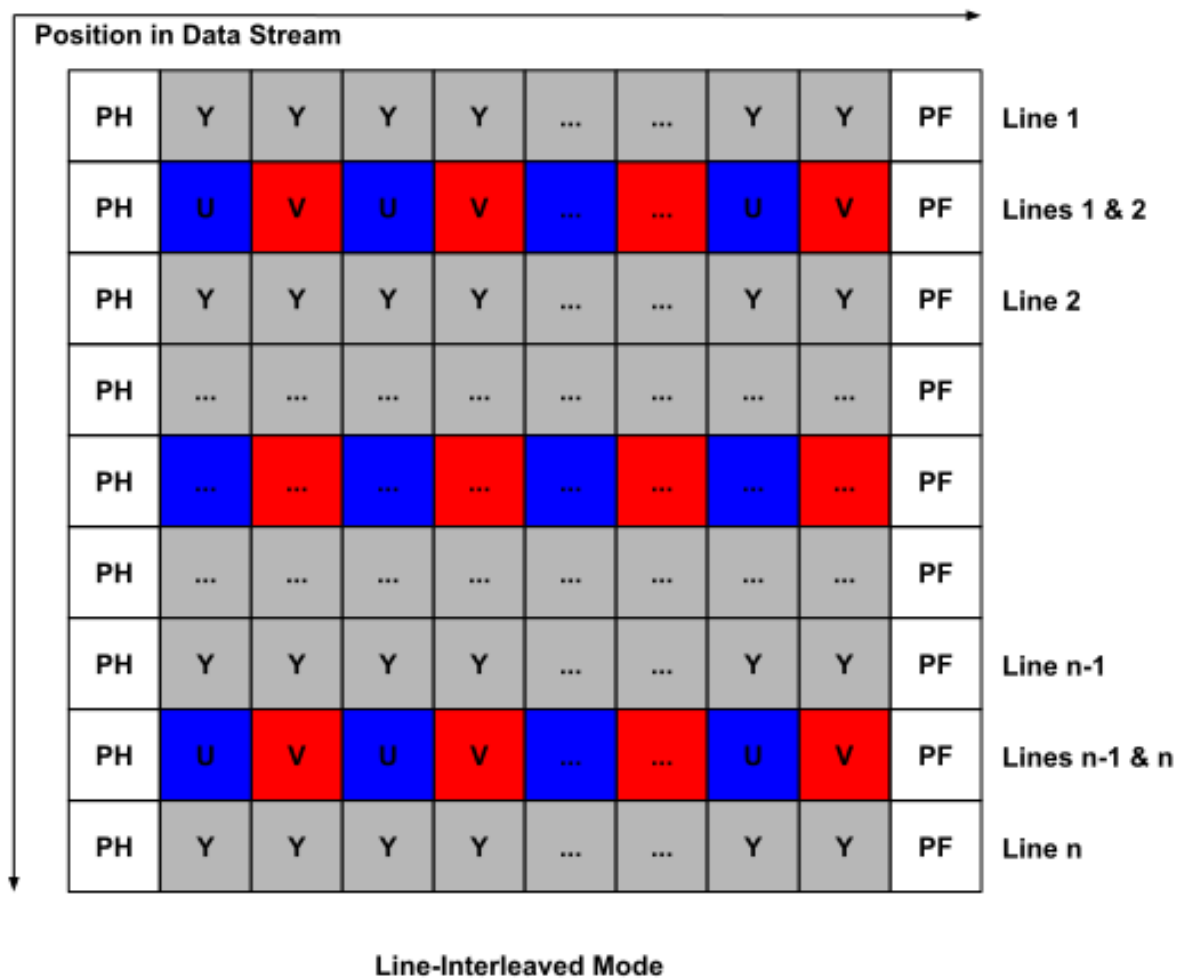 Position in Data Stream
PH Y Y Y Y ... ... Y Y PF Line 1
PH U V U V ... ... U V PF Lines 1 & 2
PH Y Y Y Y ... ... Y Y PF Line 2
PH ... ... ... ... ... ... ... ... PF
PH ... ... ... ... ... ... ... ... PF
PH ... ... ... ... ... ... ... ... PF
PH Y Y Y Y ... ... Y Y PF Line n-1
PH U V U V ... ... U V PF Lines n-1 & n
PH Y Y Y Y ... ... Y Y PF Line n
Line-Interleaved Mode